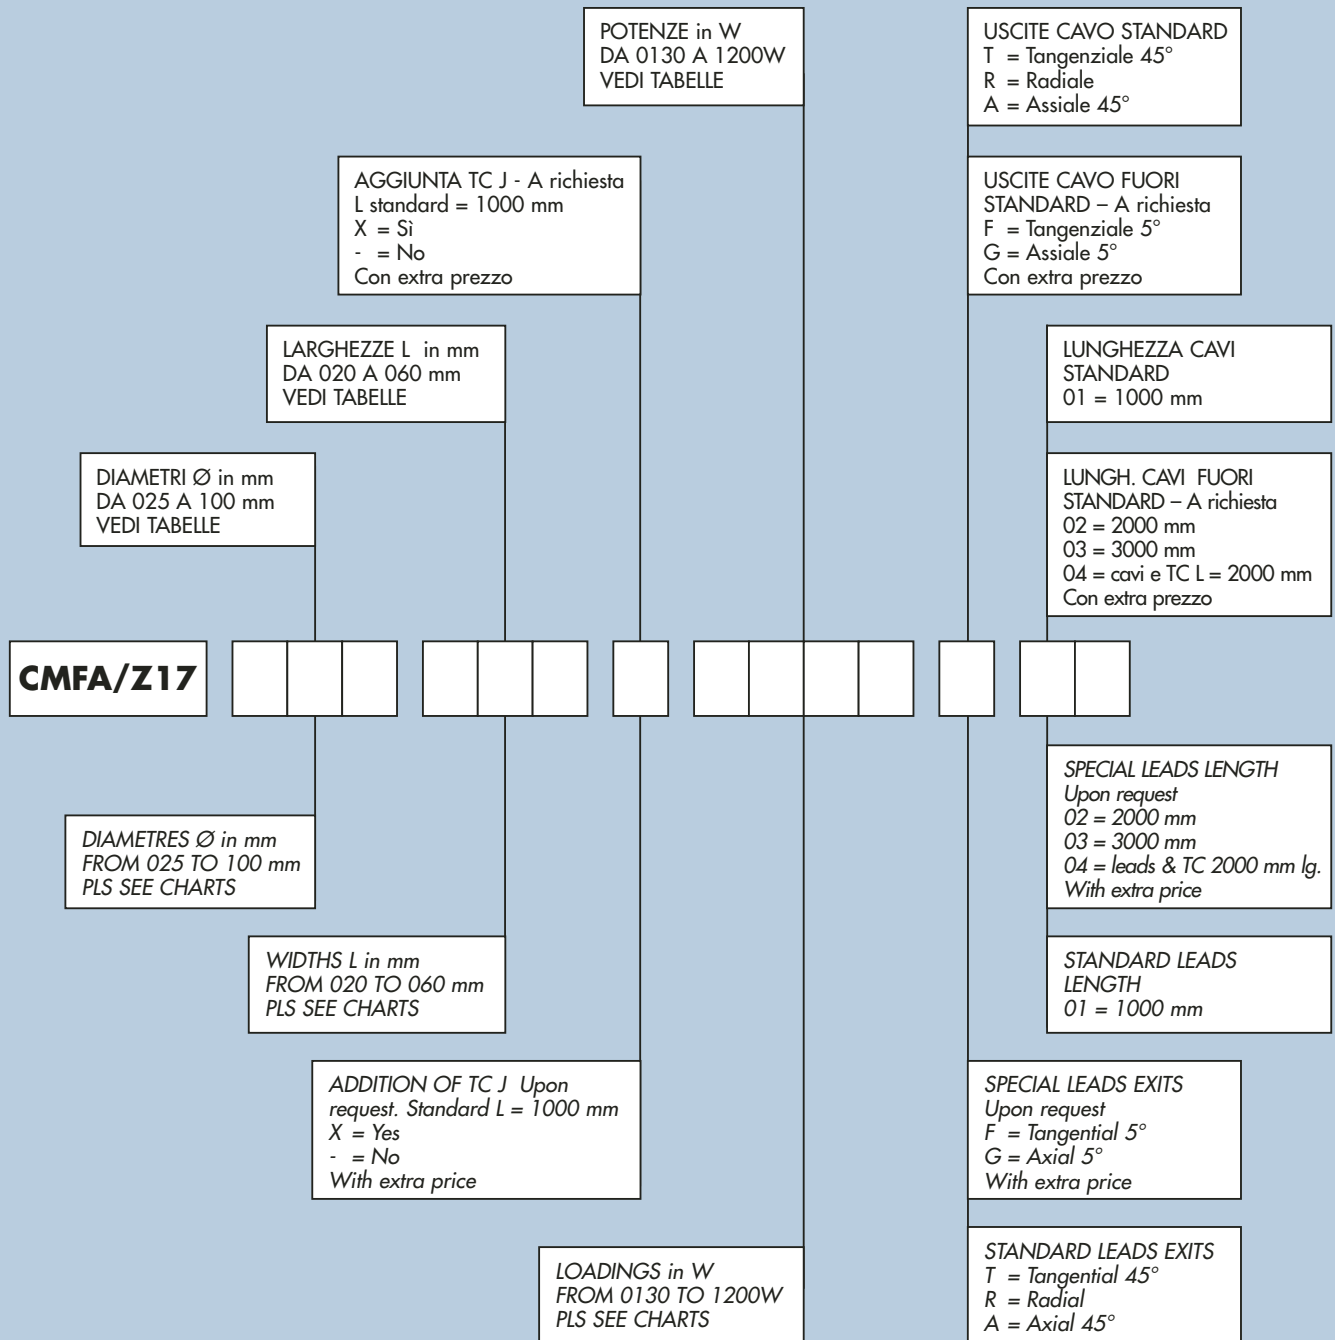 POTENZE in W
DA 0130 A 1200W
VEDI TABELLE
USCITE CAVO STANDARD
T = Tangenziale 45°
R = Radiale
A = Assiale 45°
AGGIUNTA TC J - A richiesta
L standard = 1000 mm
X = Sì
- = No
Con extra prezzo
USCITE CAVO FUORI
STANDARD – A richiesta
F = Tangenziale 5°
G = Assiale 5°
Con extra prezzo
LARGHEZZE L in mm
DA 020 A 060 mm
VEDI TABELLE
LUNGHEZZA CAVI
STANDARD
01 = 1000 mm
DIAMETRI Ø in mm
DA 025 A 100 mm
VEDI TABELLE
LUNGH. CAVI FUORI
STANDARD – A richiesta
02 = 2000 mm
03 = 3000 mm
04 = cavi e TC L = 2000 mm
Con extra prezzo
CMFA/Z17
SPECIAL LEADS LENGTH
Upon request
02 = 2000 mm
03 = 3000 mm
04 = leads & TC 2000 mm lg.
With extra price
DIAMETRES Ø in mm
FROM 025 TO 100 mm
PLS SEE CHARTS
WIDTHS L in mm
FROM 020 TO 060 mm
PLS SEE CHARTS
STANDARD LEADS
LENGTH
01 = 1000 mm
ADDITION OF TC J Upon
request. Standard L = 1000 mm
X = Yes
- = No
With extra price
SPECIAL LEADS EXITS
Upon request
F = Tangential 5°
G = Axial 5°
With extra price
LOADINGS in W
FROM 0130 TO 1200W
PLS SEE CHARTS
STANDARD LEADS EXITS
T = Tangential 45°
R = Radial
A = Axial 45°